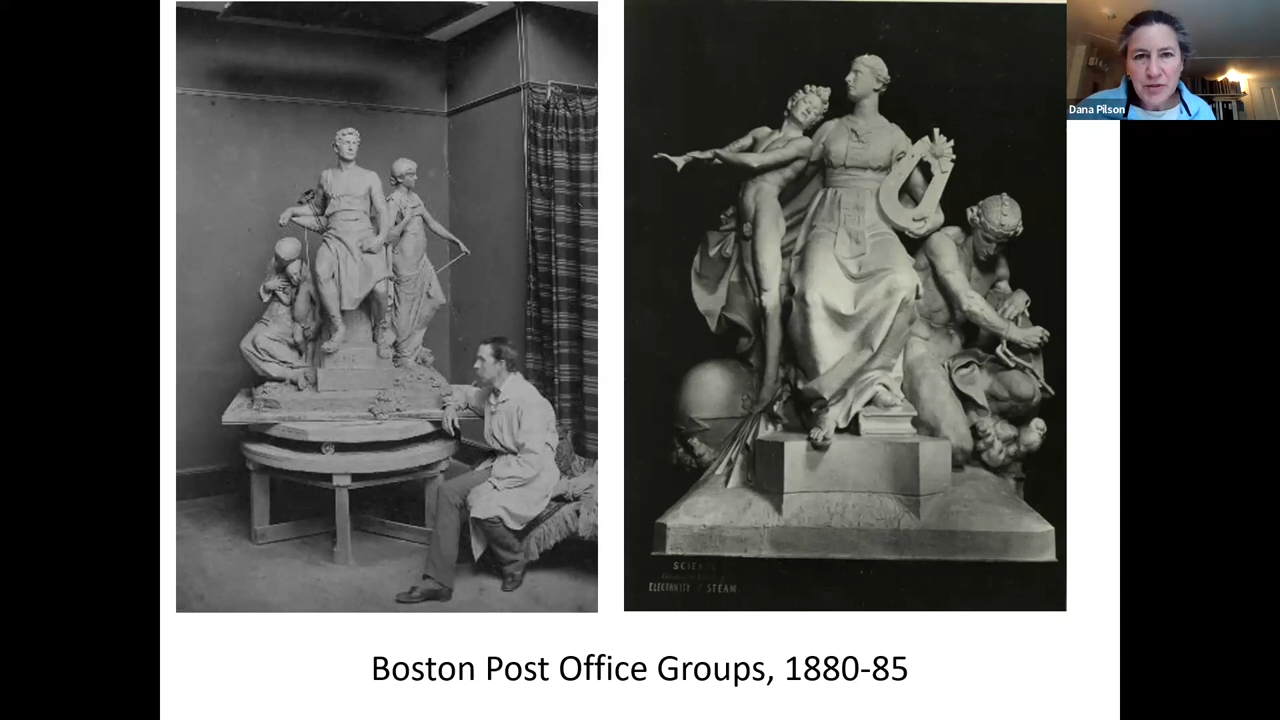 Dana Pilson
SCIENCE
ELECTRICITY & STEAM
Boston Post Office Groups, 1880-85